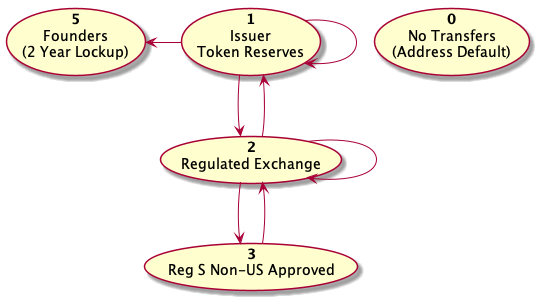 5
Founders
(2 Year Lockup)
1
Issuer
Token Reserves
0
No Transfers
(Address Default)
2
Regulated Exchange
3
Reg S Non-US Approved